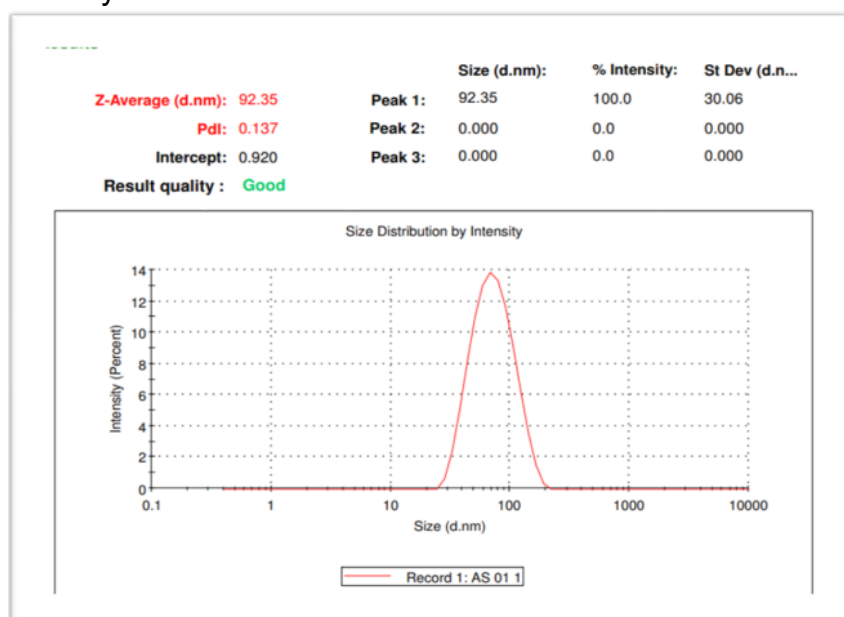 Size (d.nm): % Intensity: St Dev (d.n...
Z-Average (d.nm): 92.35 Peak 1: 92.35 100.0 30.06
PdI: 0.137 Peak 2: 0.000 0.0 0.000
Intercept: 0.920 Peak 3: 0.000 0.0 0.000
Result quality : Good
Size Distribution by Intensity
Intensity (Percent)
14
12
10
8
6
4
2
0
0.1 1 10 100 1000 10000
Size (d.nm)
Record 1: AS 01 1